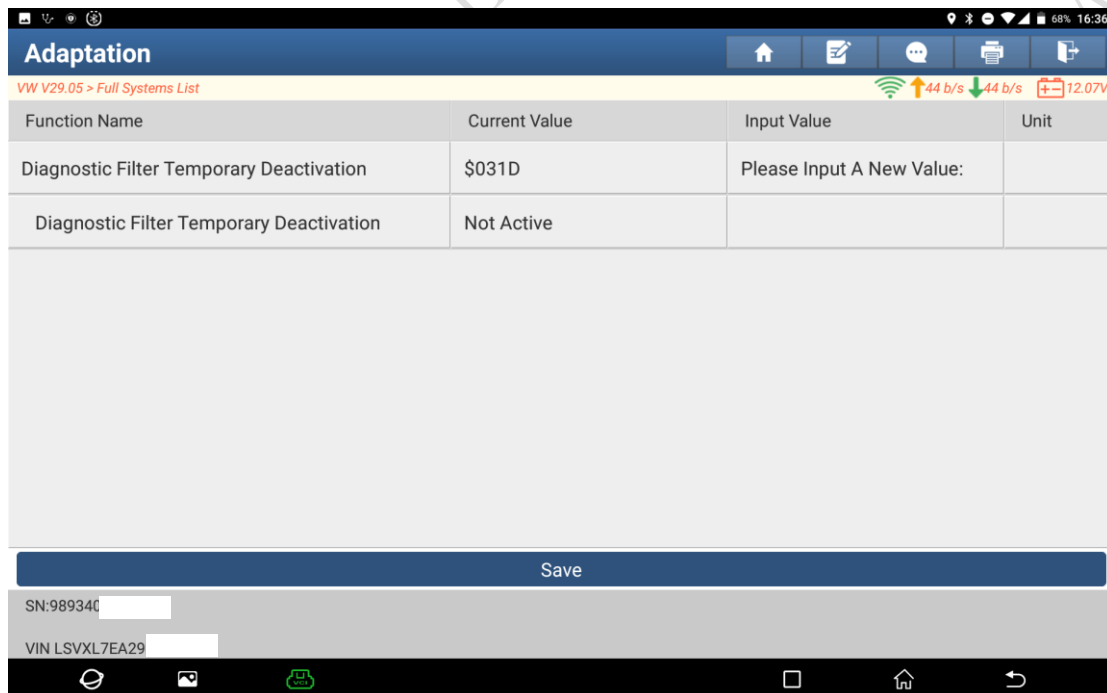 68% 16:36
Adaptation
VW V29.05 > Full Systems List 44 b/s 44 b/s 12.07V
Function Name Current Value Input Value Unit
Diagnostic Filter Temporary Deactivation $031D Please Input A New Value:
Diagnostic Filter Temporary Deactivation Not Active
Save
SN:989340
VIN LSVXL7EA29
VCI